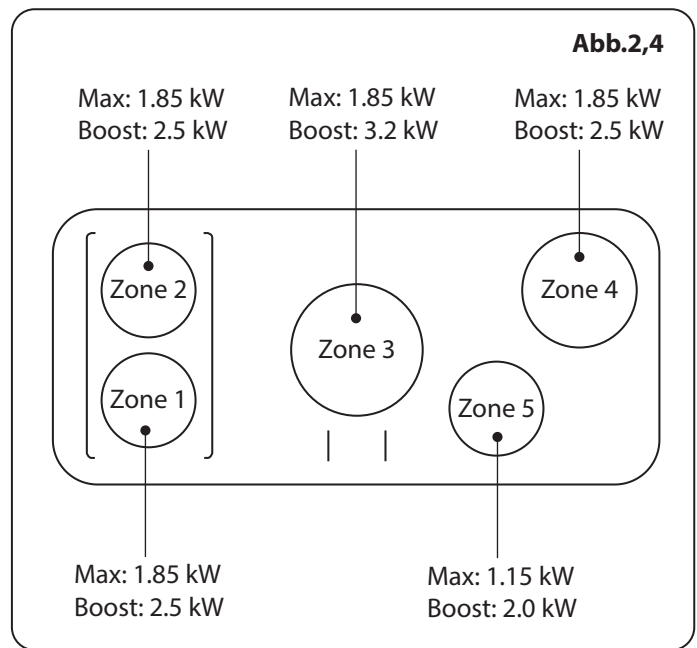 Abb.2,4
Max: 1.85 kW
Boost: 2.5 kW
Max: 1.85 kW
Boost: 3.2 kW
Max: 1.85 kW
Boost: 2.5 kW
Zone 2
Zone 4
Zone 3
Zone 1
Zone 5
Max: 1.85 kW
Boost: 2.5 kW
Max: 1.15 kW
Boost: 2.0 kW